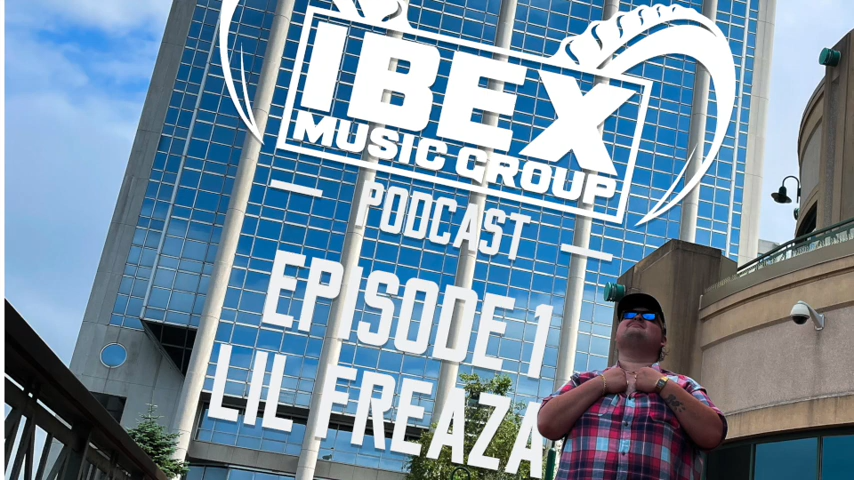 IBEX
MUSIC GROUP
PODCAST
EPISODE 1
LIL FREAZA